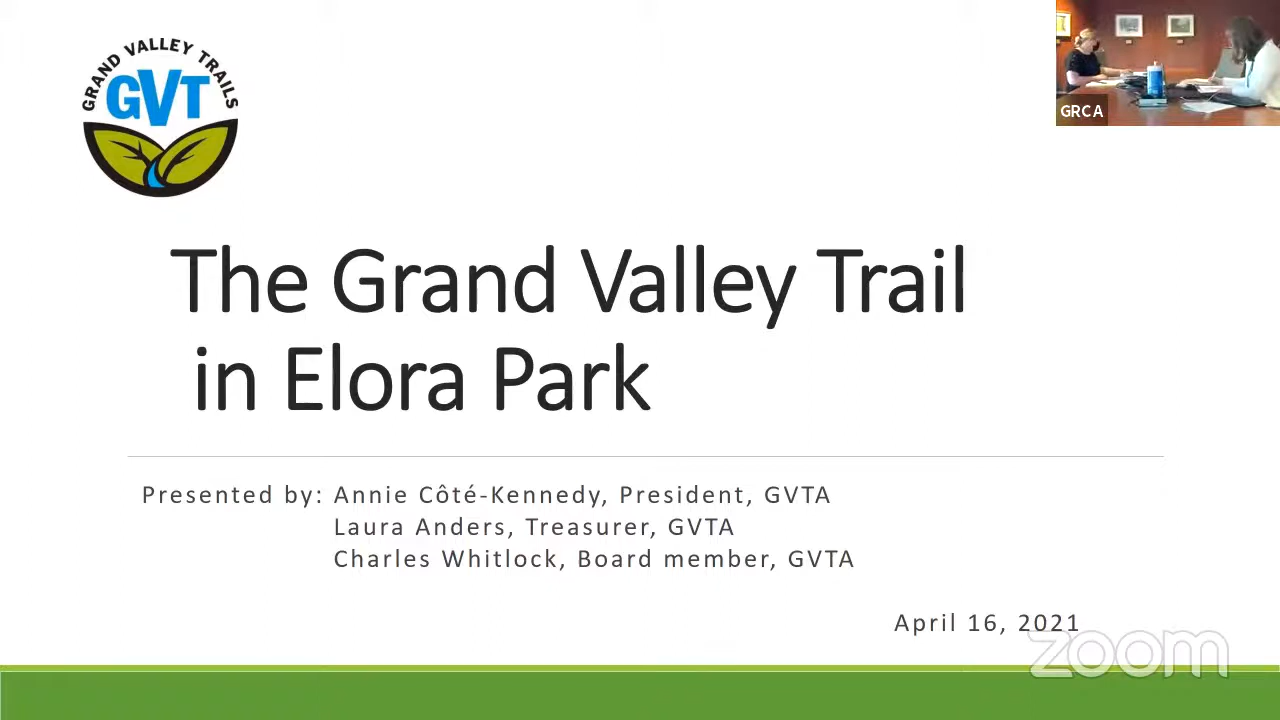 GRAND VALLEY TRAILS
GVT
GRCA
The Grand Valley Trail
in Elora Park
Presented by: Annie Côté-Kennedy, President, GVTA
Laura Anders, Treasurer, GVTA
Charles Whitlock, Board member, GVTA
April 16, 2021
zoom